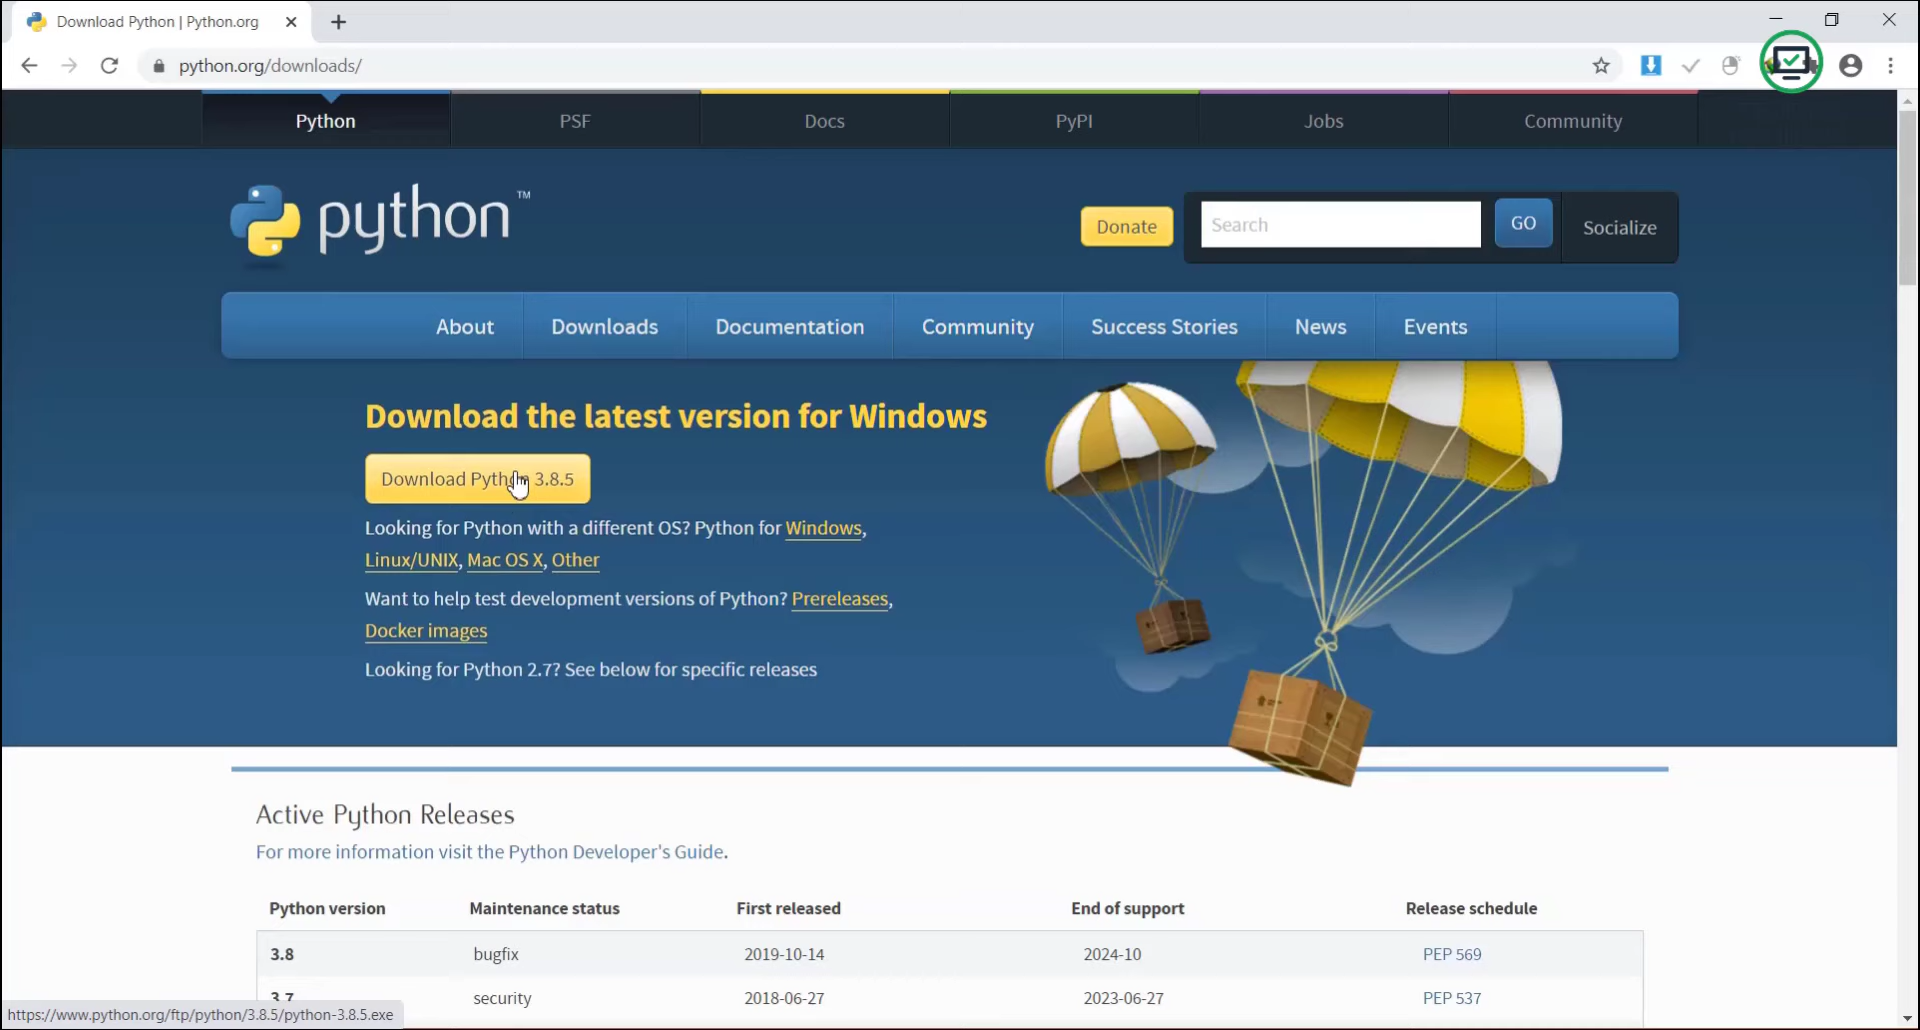 Download Python | Python.org
python.org/downloads/
Python PSF Docs PyPI Jobs Community
python™
Donate Search GO Socialize
About Downloads Documentation Community Success Stories News Events
Download the latest version for Windows
Download Python 3.8.5
Looking for Python with a different OS? Python for Windows,
Linux/UNIX, Mac OS X, Other
Want to help test development versions of Python? Prereleases,
Docker images
Looking for Python 2.7? See below for specific releases
Active Python Releases
For more information visit the Python Developer's Guide.
Python version Maintenance status First released End of support Release schedule
3.8 bugfix 2019-10-14 2024-10 PEP 569
3.7 security 2018-06-27 2023-06-27 PEP 537
https://www.python.org/ftp/python/3.8.5/python-3.8.5.exe